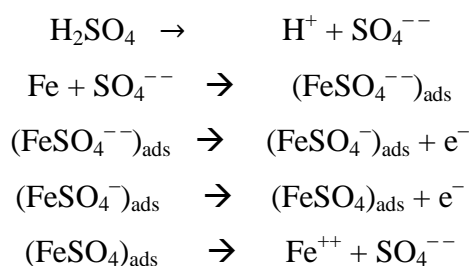 H₂SO₄ → H⁺ + SO₄⁻⁻
Fe + SO₄⁻⁻ → (FeSO₄⁻⁻)ads
(FeSO₄⁻⁻)ads → (FeSO₄⁻)ads + e⁻
(FeSO₄⁻)ads → (FeSO₄)ads + e⁻
(FeSO₄)ads → Fe⁺⁺ + SO₄⁻⁻